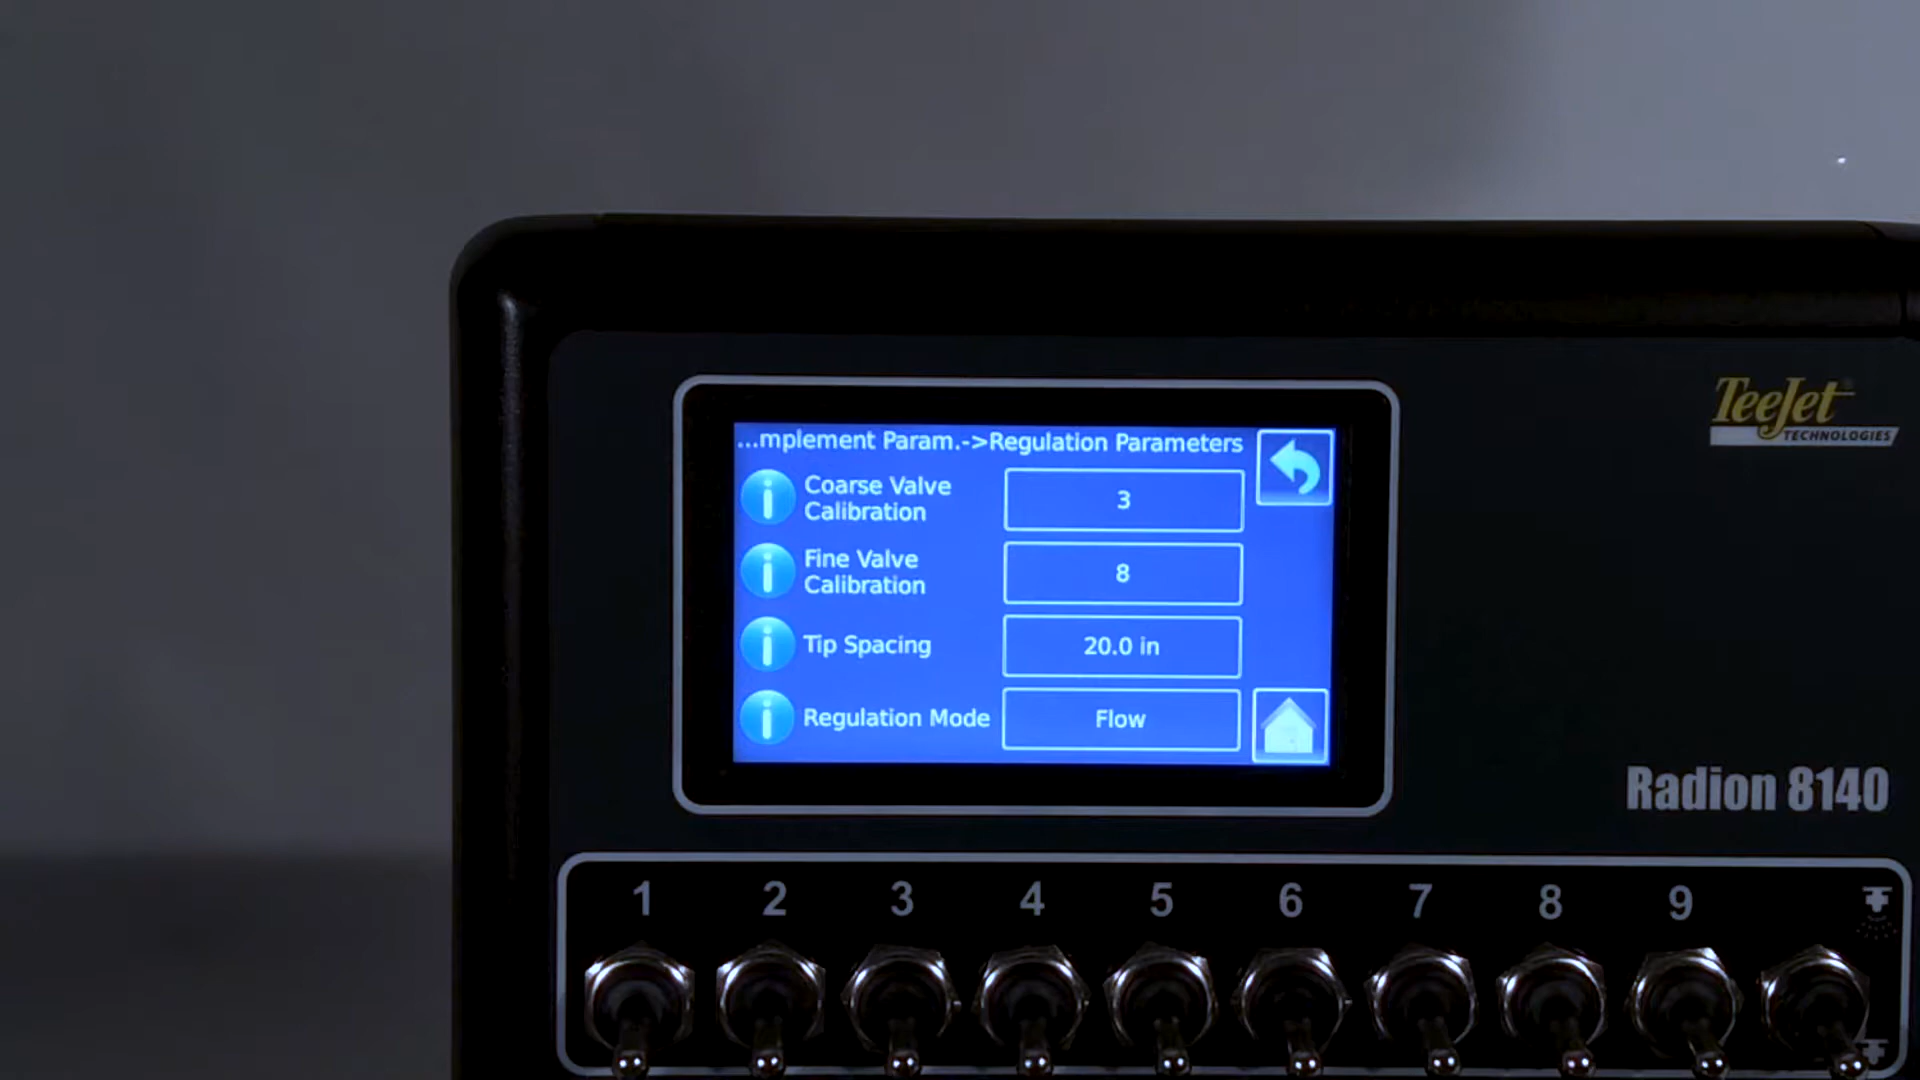 ...mplement Param.->Regulation Parameters
Coarse Valve
Calibration
3
Fine Valve
Calibration
8
Tip Spacing
20.0 in
Regulation Mode
Flow
TeeJet®
TECHNOLOGIES
Radion 8140
1 2 3 4 5 6 7 8 9